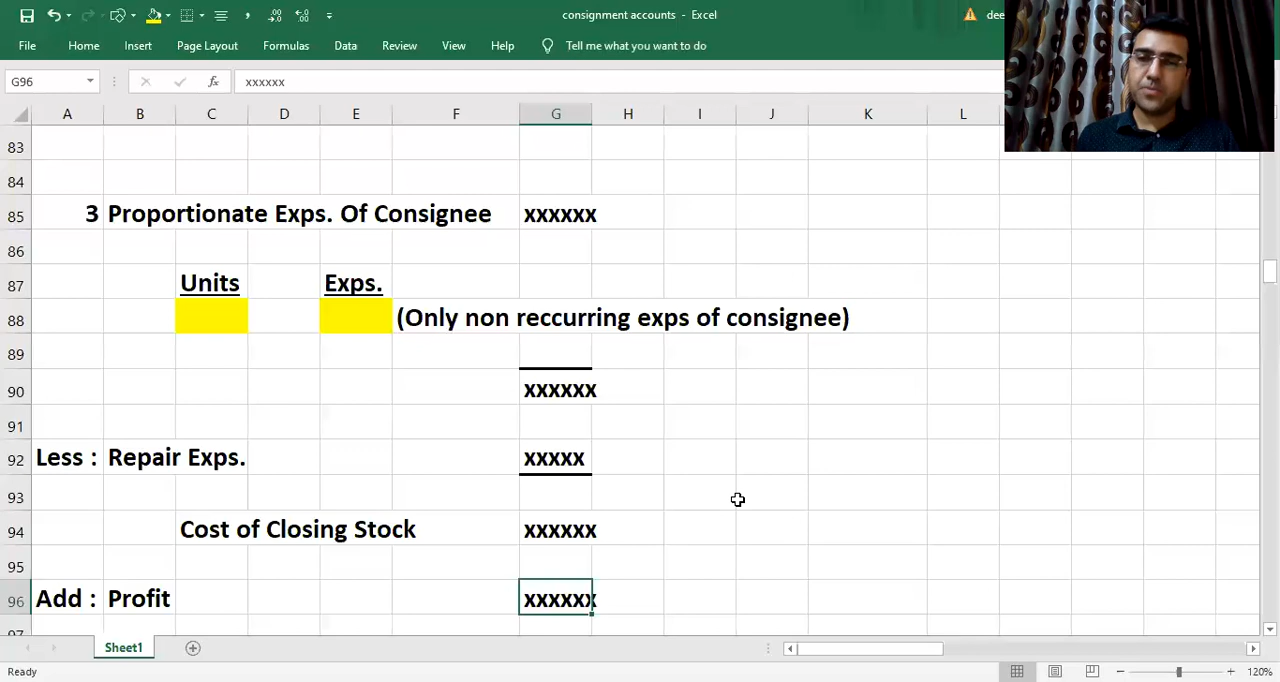 consignment accounts - Excel
dee
File Home Insert Page Layout Formulas Data Review View Help Tell me what you want to do
G96 fx xxxxxx
A B C D E F G H I J K L
83
84
85 3 Proportionate Exps. Of Consignee xxxxxx
86
87 Units Exps.
88 (Only non reccurring exps of consignee)
89
90 xxxxxx
91
92 Less : Repair Exps. xxxxx
93
94 Cost of Closing Stock xxxxxx
95
96 Add : Profit xxxxxx
97
Sheet1
Ready 120%